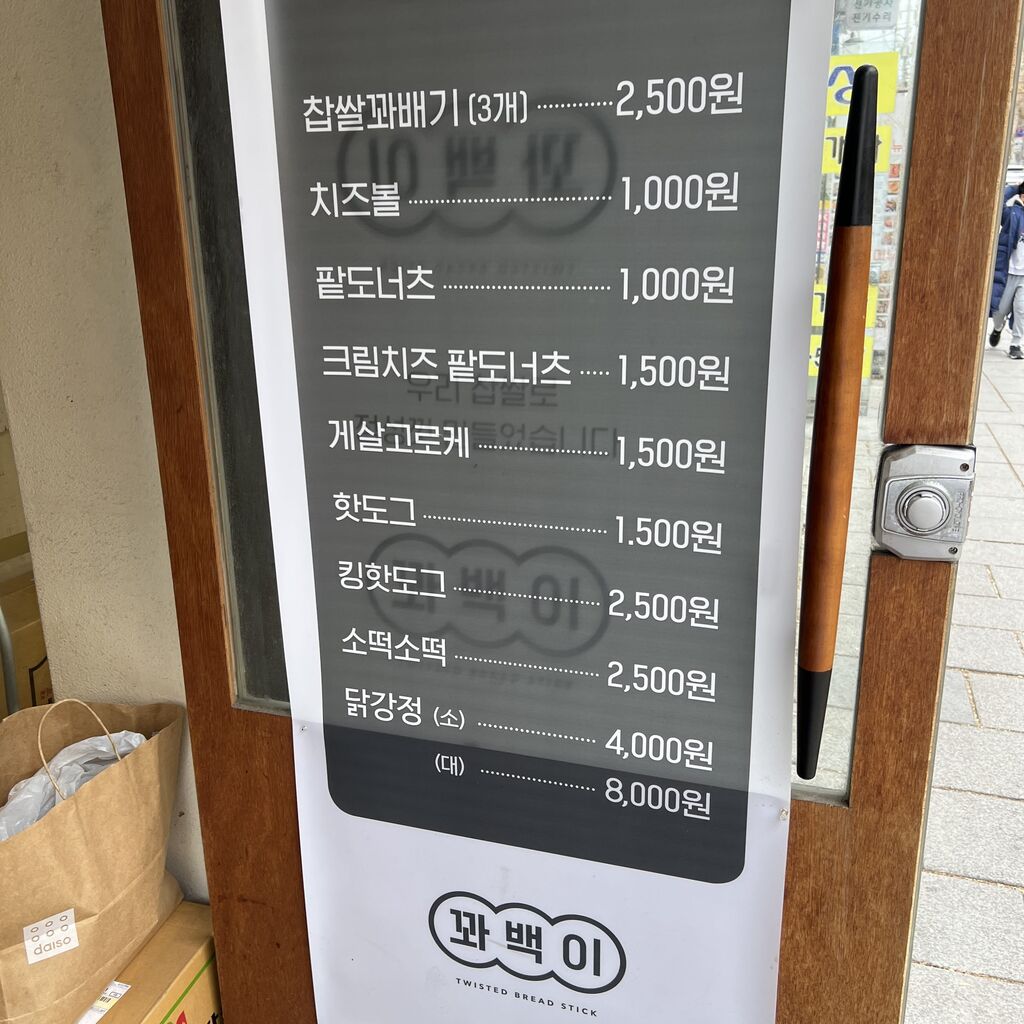 찹쌀꽈배기 (3개) 2,500원
치즈볼 1,000원
팥도너츠 1,000원
크림치즈 팥도너츠 1,500원
게살고로케 1,500원
핫도그 1.500원
킹핫도그 2,500원
소떡소떡 2,500원
닭강정 (소) 4,000원
(대) 8,000원
꽈백이
TWISTED BREAD STICK
daiso
전기수리